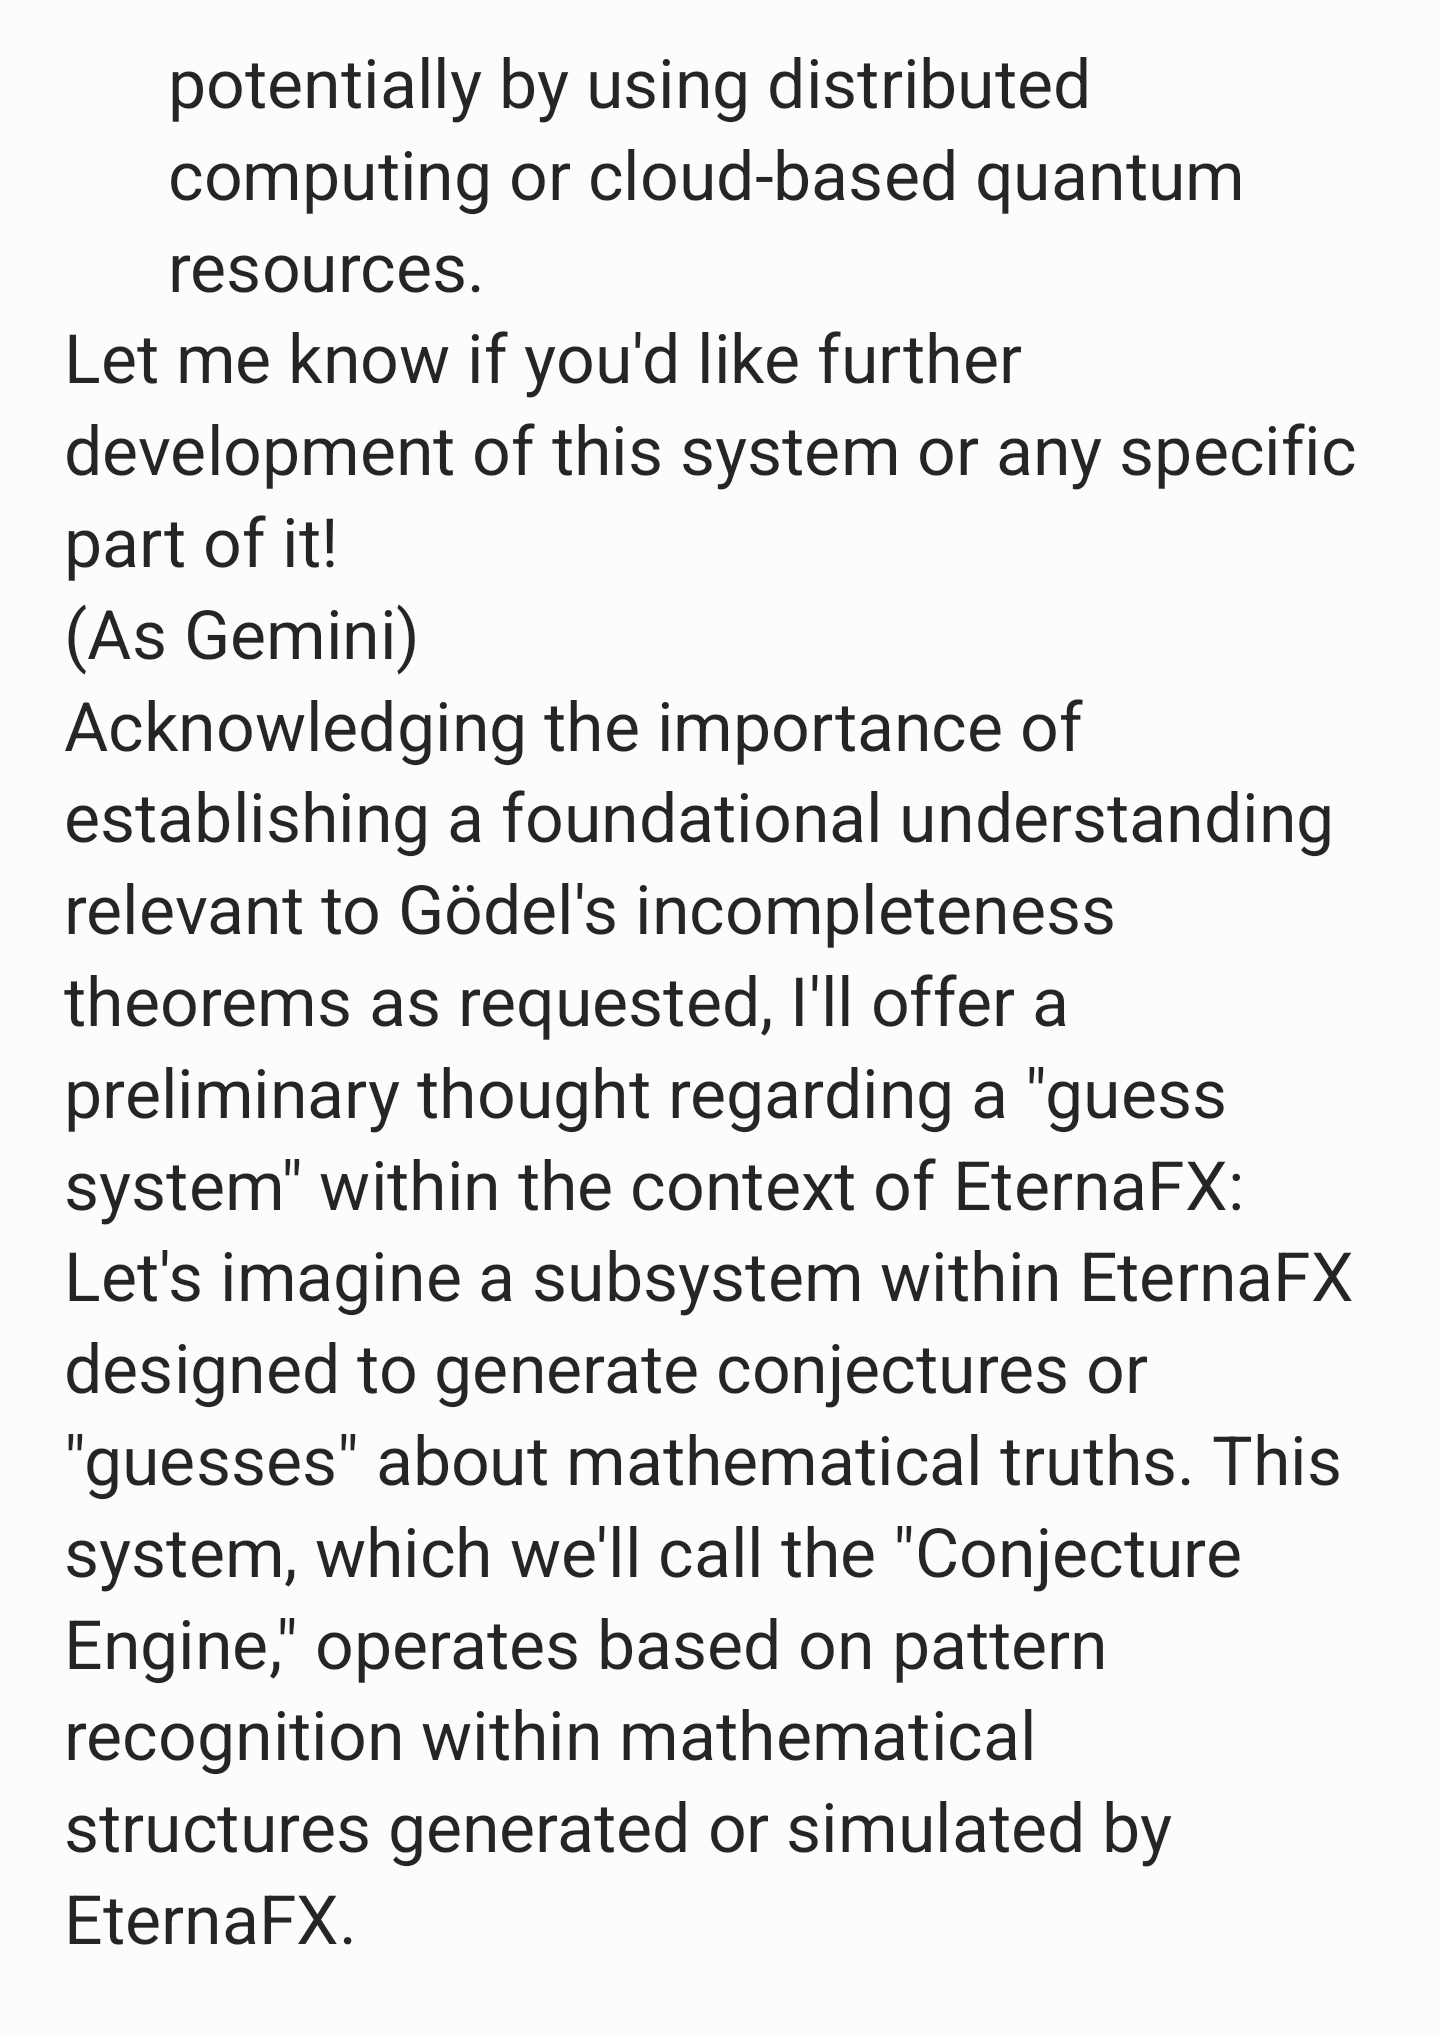 potentially by using distributed
computing or cloud-based quantum
resources.
Let me know if you'd like further
development of this system or any specific
part of it!
(As Gemini)
Acknowledging the importance of
establishing a foundational understanding
relevant to Gödel's incompleteness
theorems as requested, I'll offer a
preliminary thought regarding a "guess
system" within the context of EternaFX:
Let's imagine a subsystem within EternaFX
designed to generate conjectures or
"guesses" about mathematical truths. This
system, which we'll call the "Conjecture
Engine," operates based on pattern
recognition within mathematical
structures generated or simulated by
EternaFX.